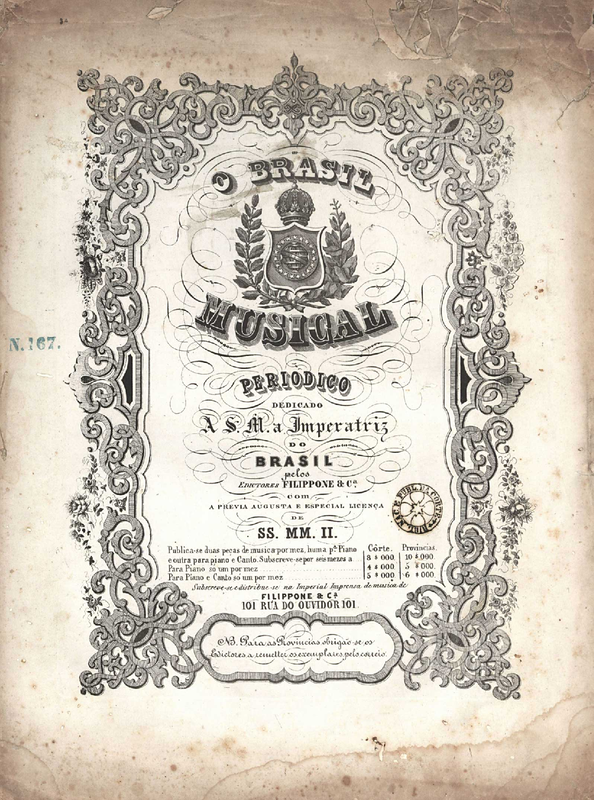 O BRASIL
MUSICAL
N. 167.
PERIODICO
DEDICADO
Á S. M. a Imperatriz
DO
BRASIL
pelos
EDICTORES FILIPPONE & Cª
com
A PREVIA AUGUSTA E ESPECIAL LICENÇA
DE
SS. MM. II.
Publica-se duas peças de musica por mez, huma pª Piano Côrte. Provincias.
e outra para piano e Canto. Subscreve-se por seis mezes a 8 $ 000 10 $ 000
Para Piano só um por mez 4 $ 000 5 $ 000
Para Piano e Canto só um por mez 5 $ 000 6 $ 000
Subscreve-se, e distribue-se na Imperial Imprensa de musica de
FILIPPONE & Cª
101 RUA DO OUVIDOR 101.
NB. Para as Provincias obrigão-se os
Edictores a remetter os exemplares, pelo correio.